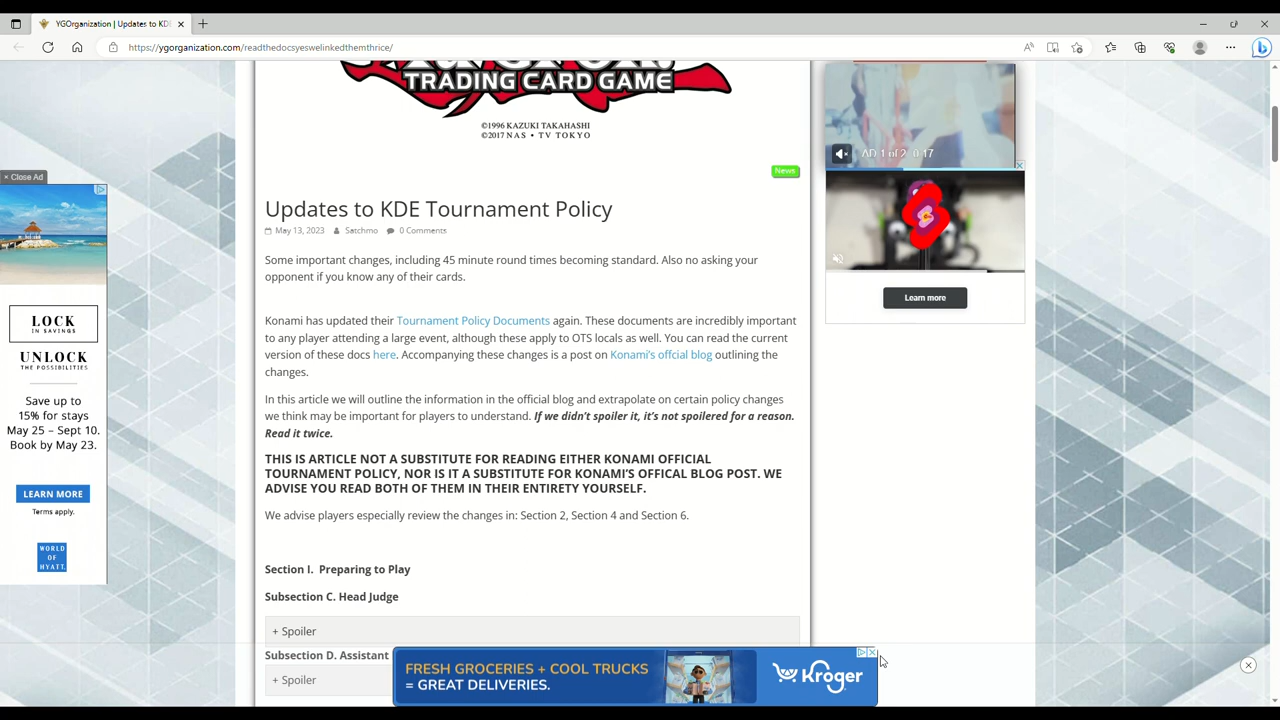 YGOrganization | Updates to KDE
https://ygorganization.com/readthedocsyeswelinkedthemthrice/
TRADING CARD GAME
©1996 KAZUKI TAKAHASHI
©2017 NAS • TV TOKYO
News
Updates to KDE Tournament Policy
May 13, 2023 Satchmo 0 Comments
Some important changes, including 45 minute round times becoming standard. Also no asking your
opponent if you know any of their cards.
Konami has updated their Tournament Policy Documents again. These documents are incredibly important
to any player attending a large event, although these apply to OTS locals as well. You can read the current
version of these docs here. Accompanying these changes is a post on Konami's offcial blog outlining the
changes.
In this article we will outline the information in the official blog and extrapolate on certain policy changes
we think may be important for players to understand. If we didn't spoiler it, it's not spoilered for a reason.
Read it twice.
THIS IS ARTICLE NOT A SUBSTITUTE FOR READING EITHER KONAMI OFFICIAL
TOURNAMENT POLICY, NOR IS IT A SUBSTITUTE FOR KONAMI'S OFFICAL BLOG POST. WE
ADVISE YOU READ BOTH OF THEM IN THEIR ENTIRETY YOURSELF.
We advise players especially review the changes in: Section 2, Section 4 and Section 6.
Section I. Preparing to Play
Subsection C. Head Judge
+ Spoiler
Subsection D. Assistant
+ Spoiler
× Close Ad
LOCK
IN SAVINGS
UNLOCK
THE POSSIBILITIES
Save up to
15% for stays
May 25 – Sept 10.
Book by May 23.
LEARN MORE
Terms apply.
WORLD
OF
HYATT
AD 1 of 2 0:17
Learn more
FRESH GROCERIES + COOL TRUCKS
= GREAT DELIVERIES.
Kroger